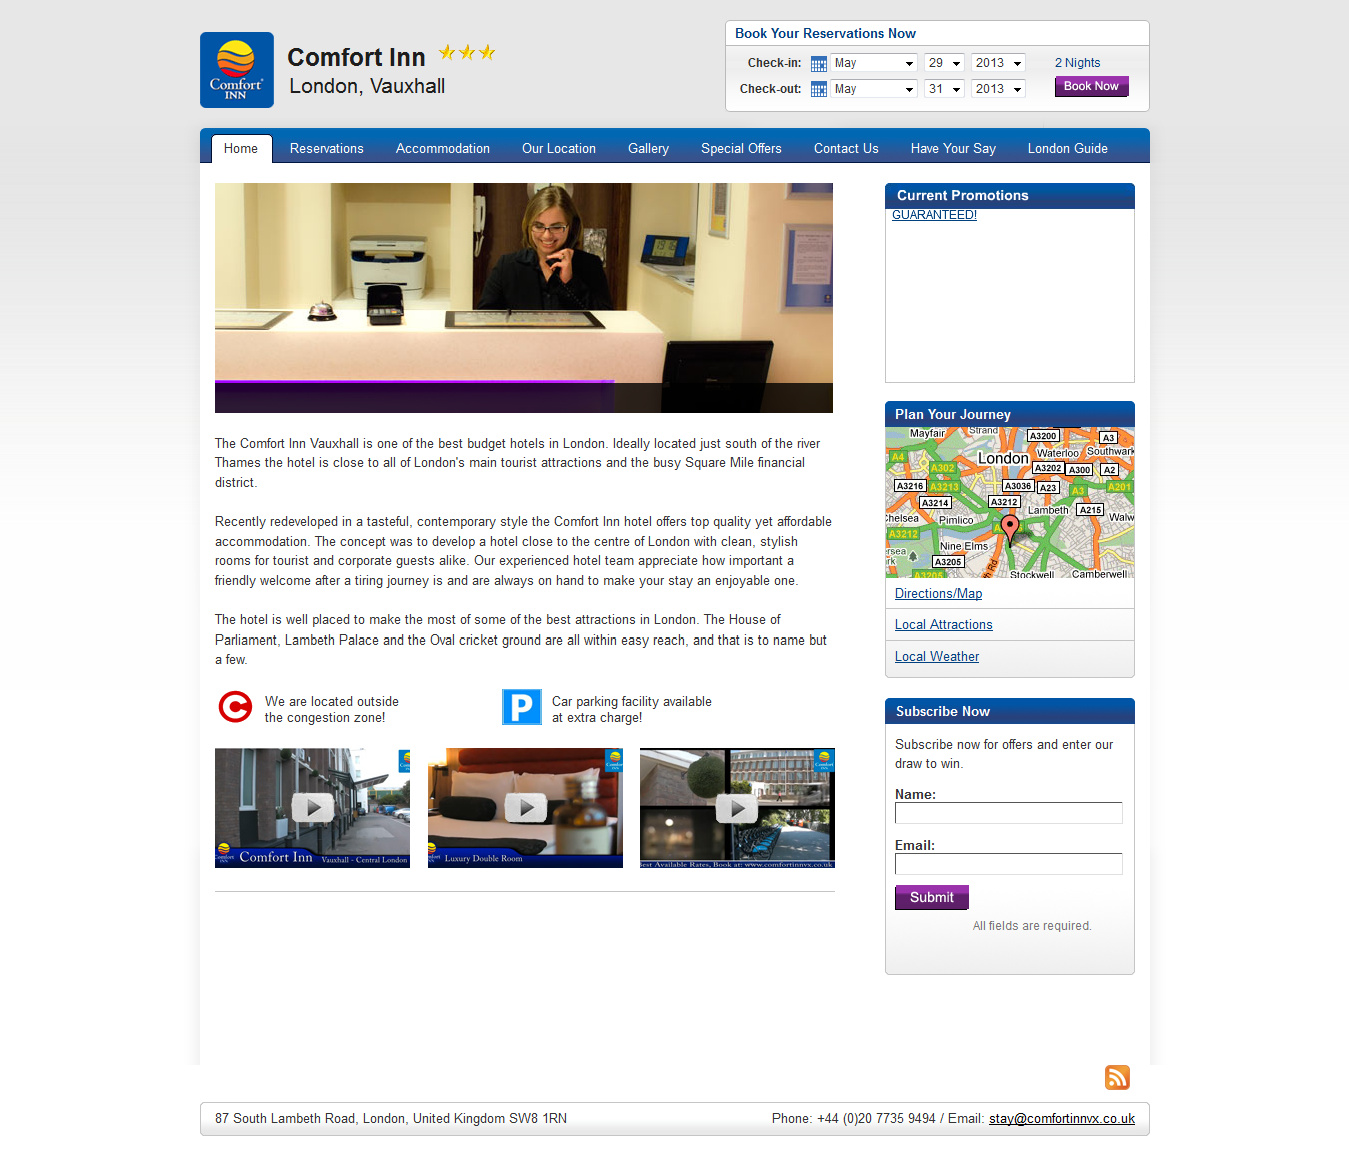 Comfort Inn
London, Vauxhall
Comfort
INN
Book Your Reservations Now
Check-in: May 29 2013 2 Nights
Check-out: May 31 2013 Book Now
Home Reservations Accommodation Our Location Gallery Special Offers Contact Us Have Your Say London Guide
Current Promotions
GUARANTEED!
The Comfort Inn Vauxhall is one of the best budget hotels in London. Ideally located just south of the river
Thames the hotel is close to all of London's main tourist attractions and the busy Square Mile financial
district.
Recently redeveloped in a tasteful, contemporary style the Comfort Inn hotel offers top quality yet affordable
accommodation. The concept was to develop a hotel close to the centre of London with clean, stylish
rooms for tourist and corporate guests alike. Our experienced hotel team appreciate how important a
friendly welcome after a tiring journey is and are always on hand to make your stay an enjoyable one.
The hotel is well placed to make the most of some of the best attractions in London. The House of
Parliament, Lambeth Palace and the Oval cricket ground are all within easy reach, and that is to name but
a few.
C
We are located outside
the congestion zone!
P
Car parking facility available
at extra charge!
Comfort Inn Vauxhall - Central London
Luxury Double Room
Best Available Rates, Book at: www.comfortinnvx.co.uk
Plan Your Journey
Mayfair Strand A3200 A3
Waterloo Southwark
A4 London
A302 A3202 A300 A2
A3216 A3213 A3036 A23 A3 A201
A3214 A3212
Lambeth A215
Chelsea Pimlico Walw
A3212
Nine Elms
ersea
A3205
A3205 th Rd Stockwell Camberwell
Directions/Map
Local Attractions
Local Weather
Subscribe Now
Subscribe now for offers and enter our
draw to win.
Name:
Email:
Submit
All fields are required.
87 South Lambeth Road, London, United Kingdom SW8 1RN
Phone: +44 (0)20 7735 9494 / Email: stay@comfortinnvx.co.uk